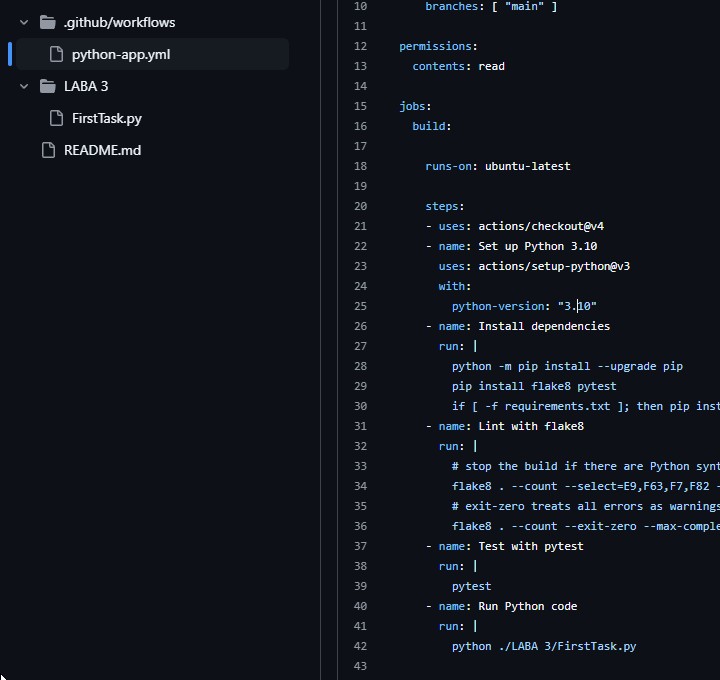 .github/workflows
python-app.yml
LABA 3
FirstTask.py
README.md
10 branches: [ "main" ]
11
12 permissions:
13 contents: read
14
15 jobs:
16 build:
17
18 runs-on: ubuntu-latest
19
20 steps:
21 - uses: actions/checkout@v4
22 - name: Set up Python 3.10
23 uses: actions/setup-python@v3
24 with:
25 python-version: "3.10"
26 - name: Install dependencies
27 run: |
28 python -m pip install --upgrade pip
29 pip install flake8 pytest
30 if [ -f requirements.txt ]; then pip inst
31 - name: Lint with flake8
32 run: |
33 # stop the build if there are Python synt
34 flake8 . --count --select=E9,F63,F7,F82 -
35 # exit-zero treats all errors as warnings
36 flake8 . --count --exit-zero --max-comple
37 - name: Test with pytest
38 run: |
39 pytest
40 - name: Run Python code
41 run: |
42 python ./LABA 3/FirstTask.py
43